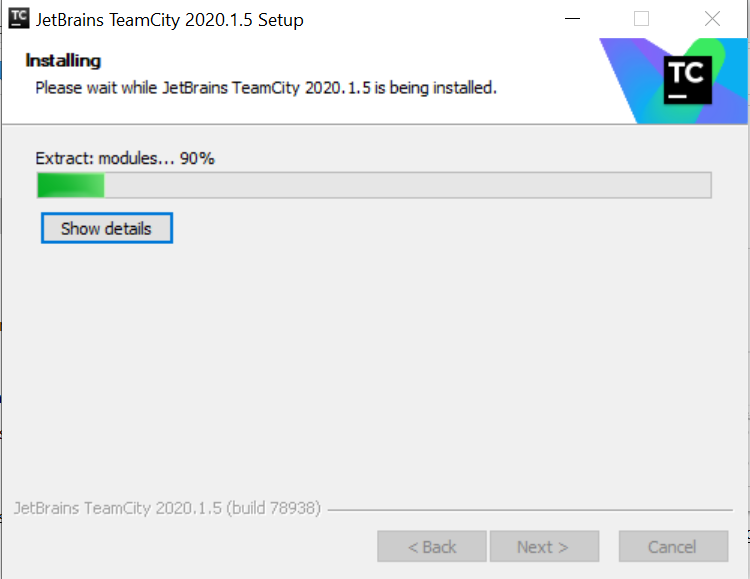 TC JetBrains TeamCity 2020.1.5 Setup
Installing
Please wait while JetBrains TeamCity 2020.1.5 is being installed.
TC
Extract: modules... 90%
Show details
JetBrains TeamCity 2020.1.5 (build 78938)
< Back Next > Cancel